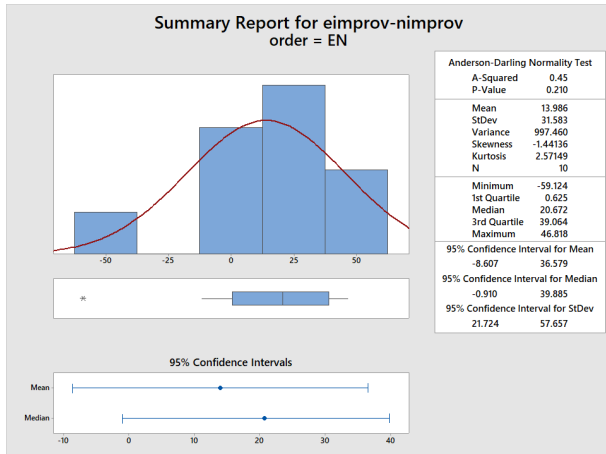 Summary Report for eimprov-nimprov
order = EN
Anderson-Darling Normality Test
A-Squared 0.45
P-Value 0.210
Mean 13.986
StDev 31.583
Variance 997.460
Skewness -1.44136
Kurtosis 2.57149
N 10
Minimum -59.124
1st Quartile 0.625
Median 20.672
3rd Quartile 39.064
Maximum 46.818
95% Confidence Interval for Mean
-8.607 36.579
95% Confidence Interval for Median
-0.910 39.885
95% Confidence Interval for StDev
21.724 57.657
-50 -25 0 25 50
*
95% Confidence Intervals
Mean
Median
-10 0 10 20 30 40